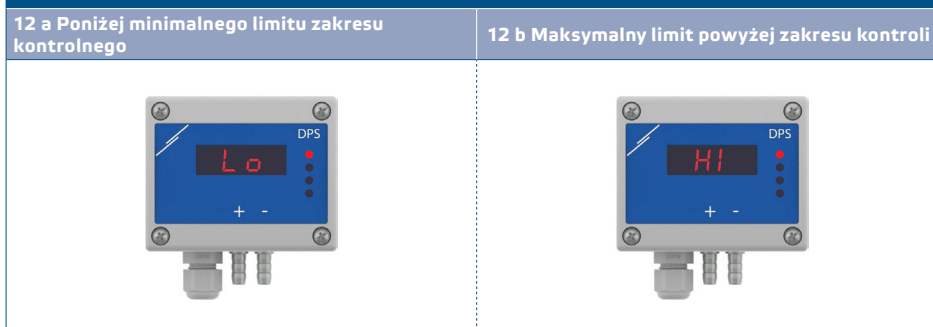 12 a Poniżej minimalnego limitu zakresu
kontrolnego
12 b Maksymalny limit powyżej zakresu kontroli
DPS
Lo
+ -
DPS
HI
+ -